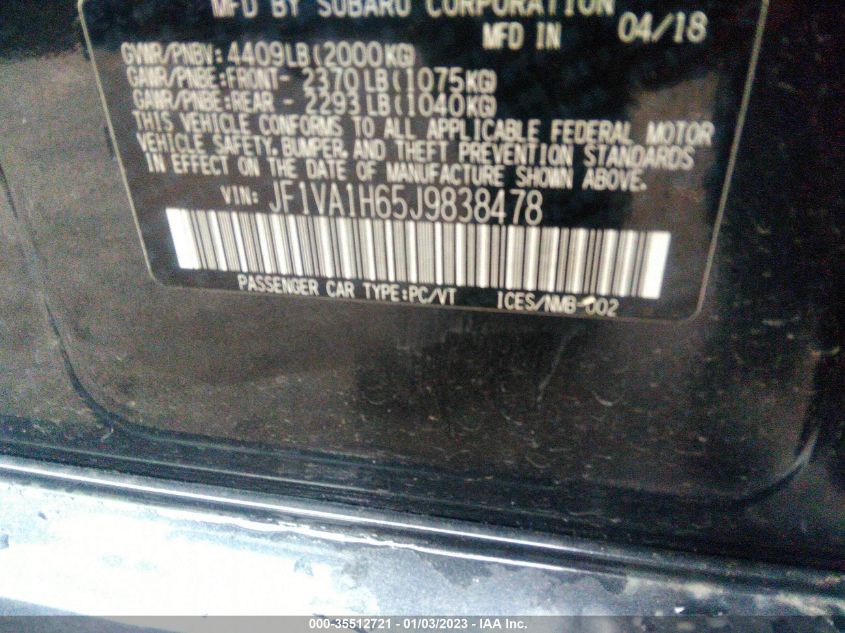 MFD BY SUBARU CORPORATION
MFD IN 04/18
GVWR/PNBV: 4409LB(2000KG)
GAWR/PNBE:FRONT- 2370LB(1075KG)
GAWR/PNBE:REAR - 2293LB(1040KG)
THIS VEHICLE CONFORMS TO ALL APPLICABLE FEDERAL MOTOR
VEHICLE SAFETY, BUMPER, AND THEFT PREVENTION STANDARDS
IN EFFECT ON THE DATE OF MANUFACTURE SHOWN ABOVE.
VIN: JF1VA1H65J9838478
PASSENGER CAR TYPE:PC/VT ICES/NMB-002
000-35512721 - 01/03/2023 - © IAA Inc.